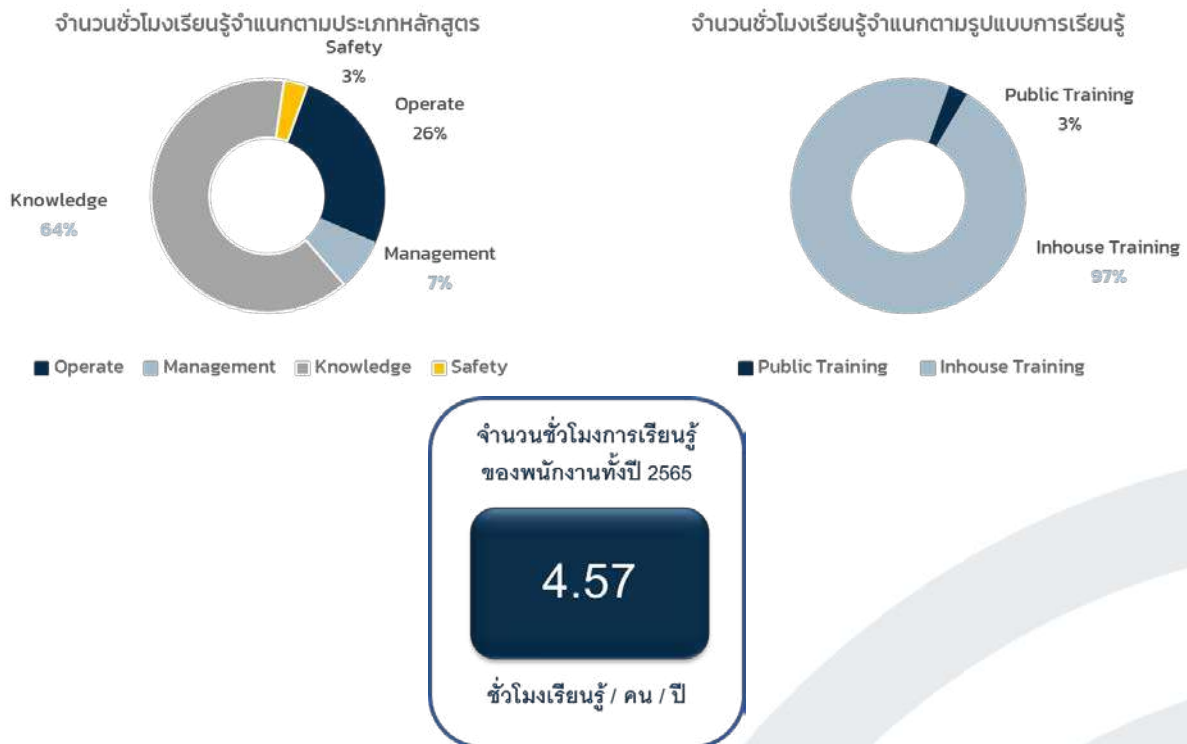 จำนวนชั่วโมงเรียนรู้จำแนกตามประเภทหลักสูตร
Safety
3%
Operate
26%
Knowledge
64%
Management
7%
Operate Management Knowledge Safety
จำนวนชั่วโมงเรียนรู้จำแนกตามรูปแบบการเรียนรู้
Public Training
3%
Inhouse Training
97%
Public Training Inhouse Training
จำนวนชั่วโมงการเรียนรู้
ของพนักงานทั้งปี 2565
4.57
ชั่วโมงเรียนรู้ / คน / ปี